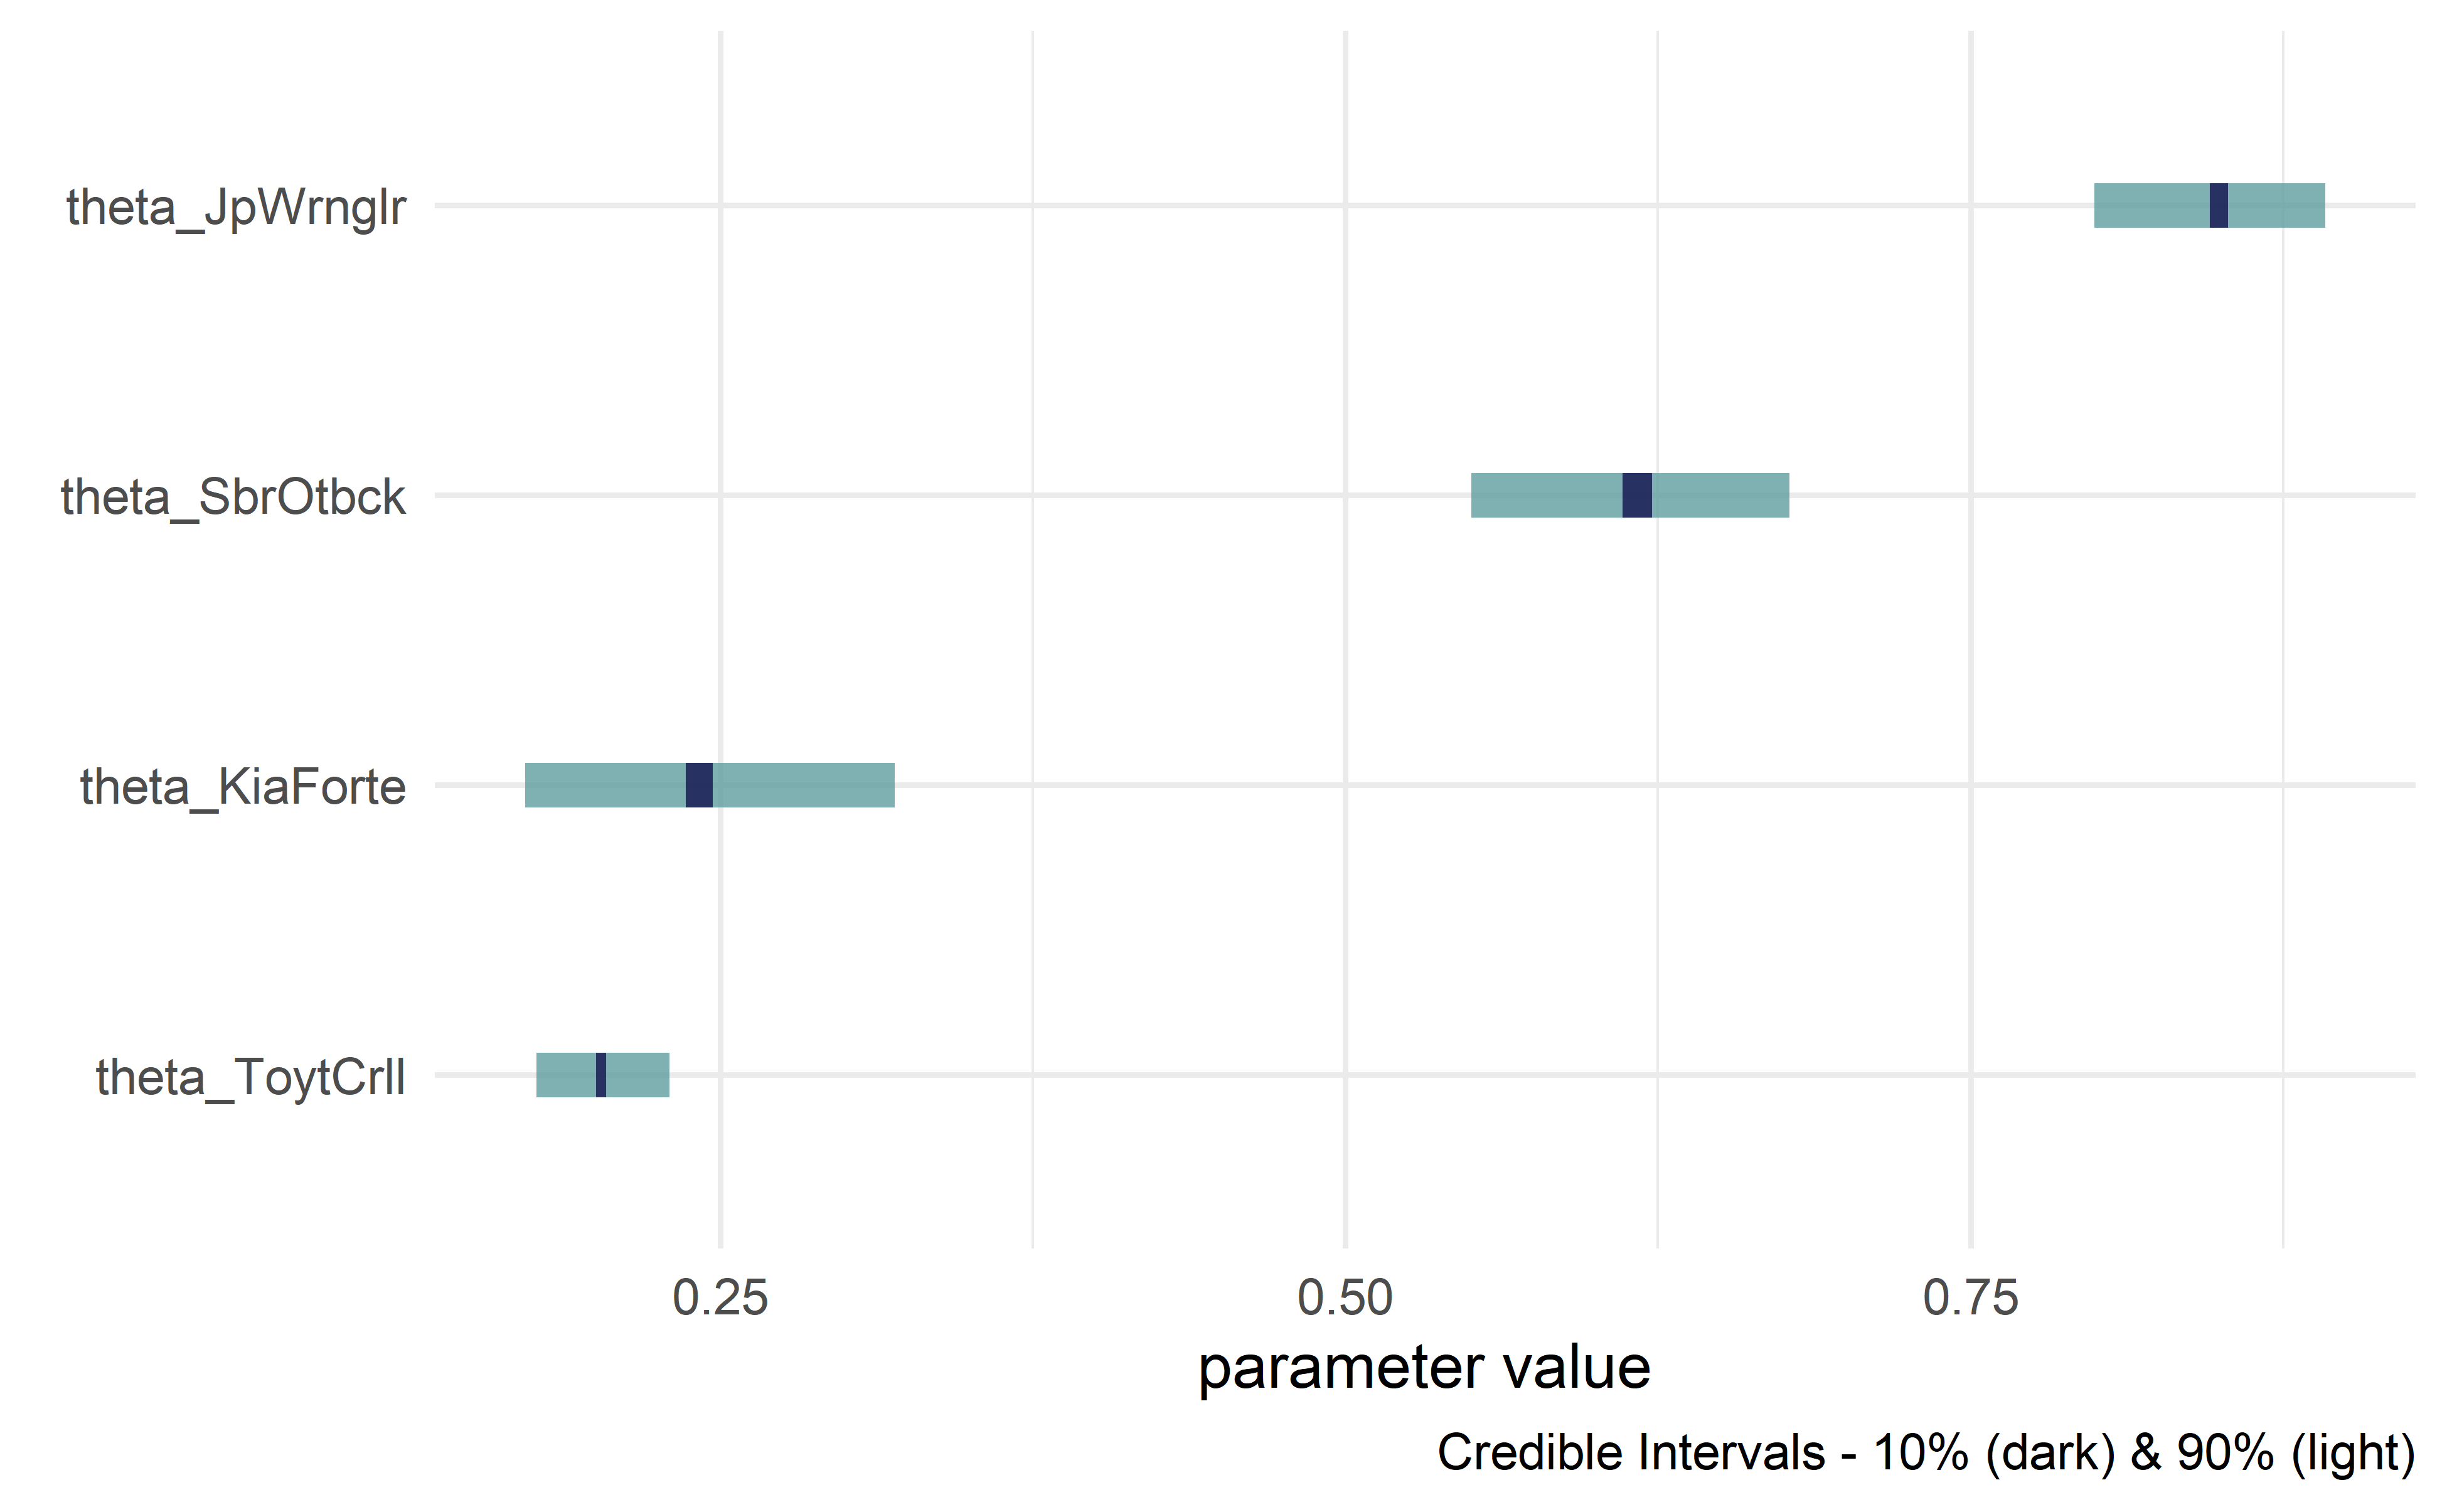 theta_JpWrnglr
theta_SbrOtbck
theta_KiaForte
theta_ToytCrll
0.25 0.50 0.75
parameter value
Credible Intervals - 10% (dark) & 90% (light)